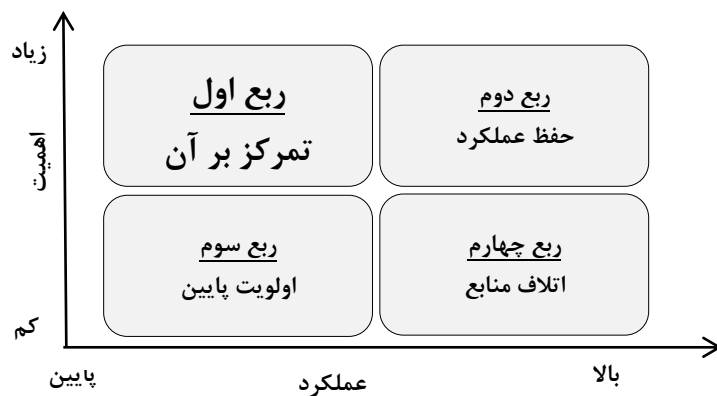 زیاد
اهمیت
کم
ربع اول
تمرکز بر آن
ربع دوم
حفظ عملکرد
ربع سوم
اولویت پایین
ربع چهارم
اتلاف منابع
پایین
عملکرد
بالا